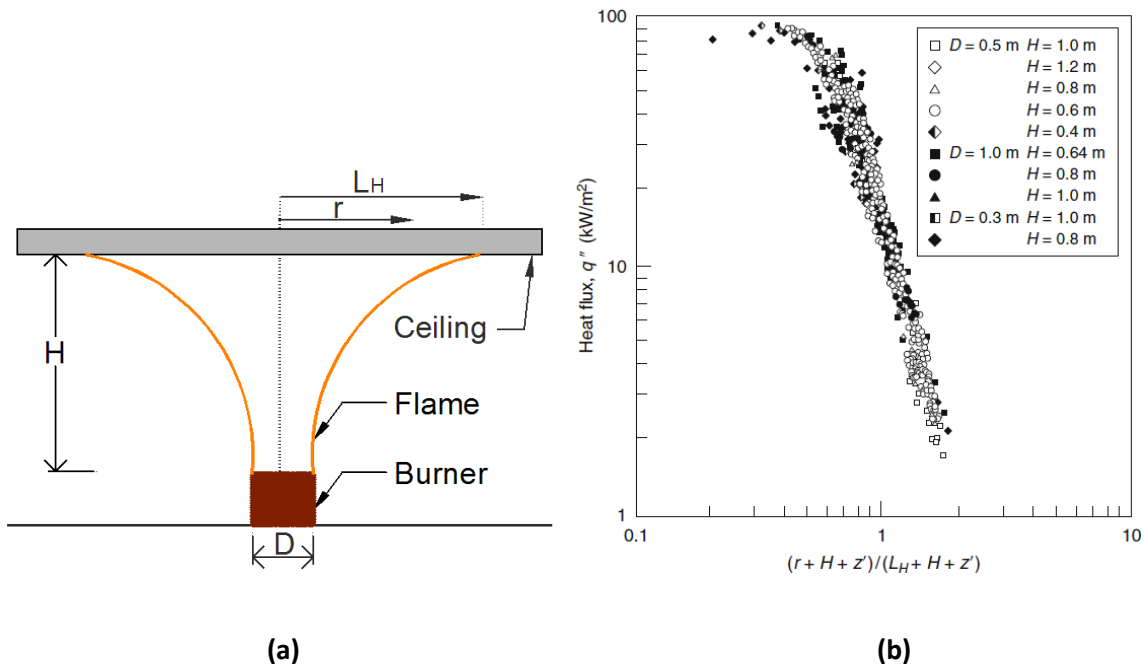 L_H
r
H
Ceiling
Flame
Burner
D
(a)
100
10
1
Heat flux, q″ (kW/m²)
D = 0.5 m H = 1.0 m
H = 1.2 m
H = 0.8 m
H = 0.6 m
H = 0.4 m
D = 1.0 m H = 0.64 m
H = 0.8 m
H = 1.0 m
D = 0.3 m H = 1.0 m
H = 0.8 m
0.1 1 10
(r + H + z′)/(L_H + H + z′)
(b)